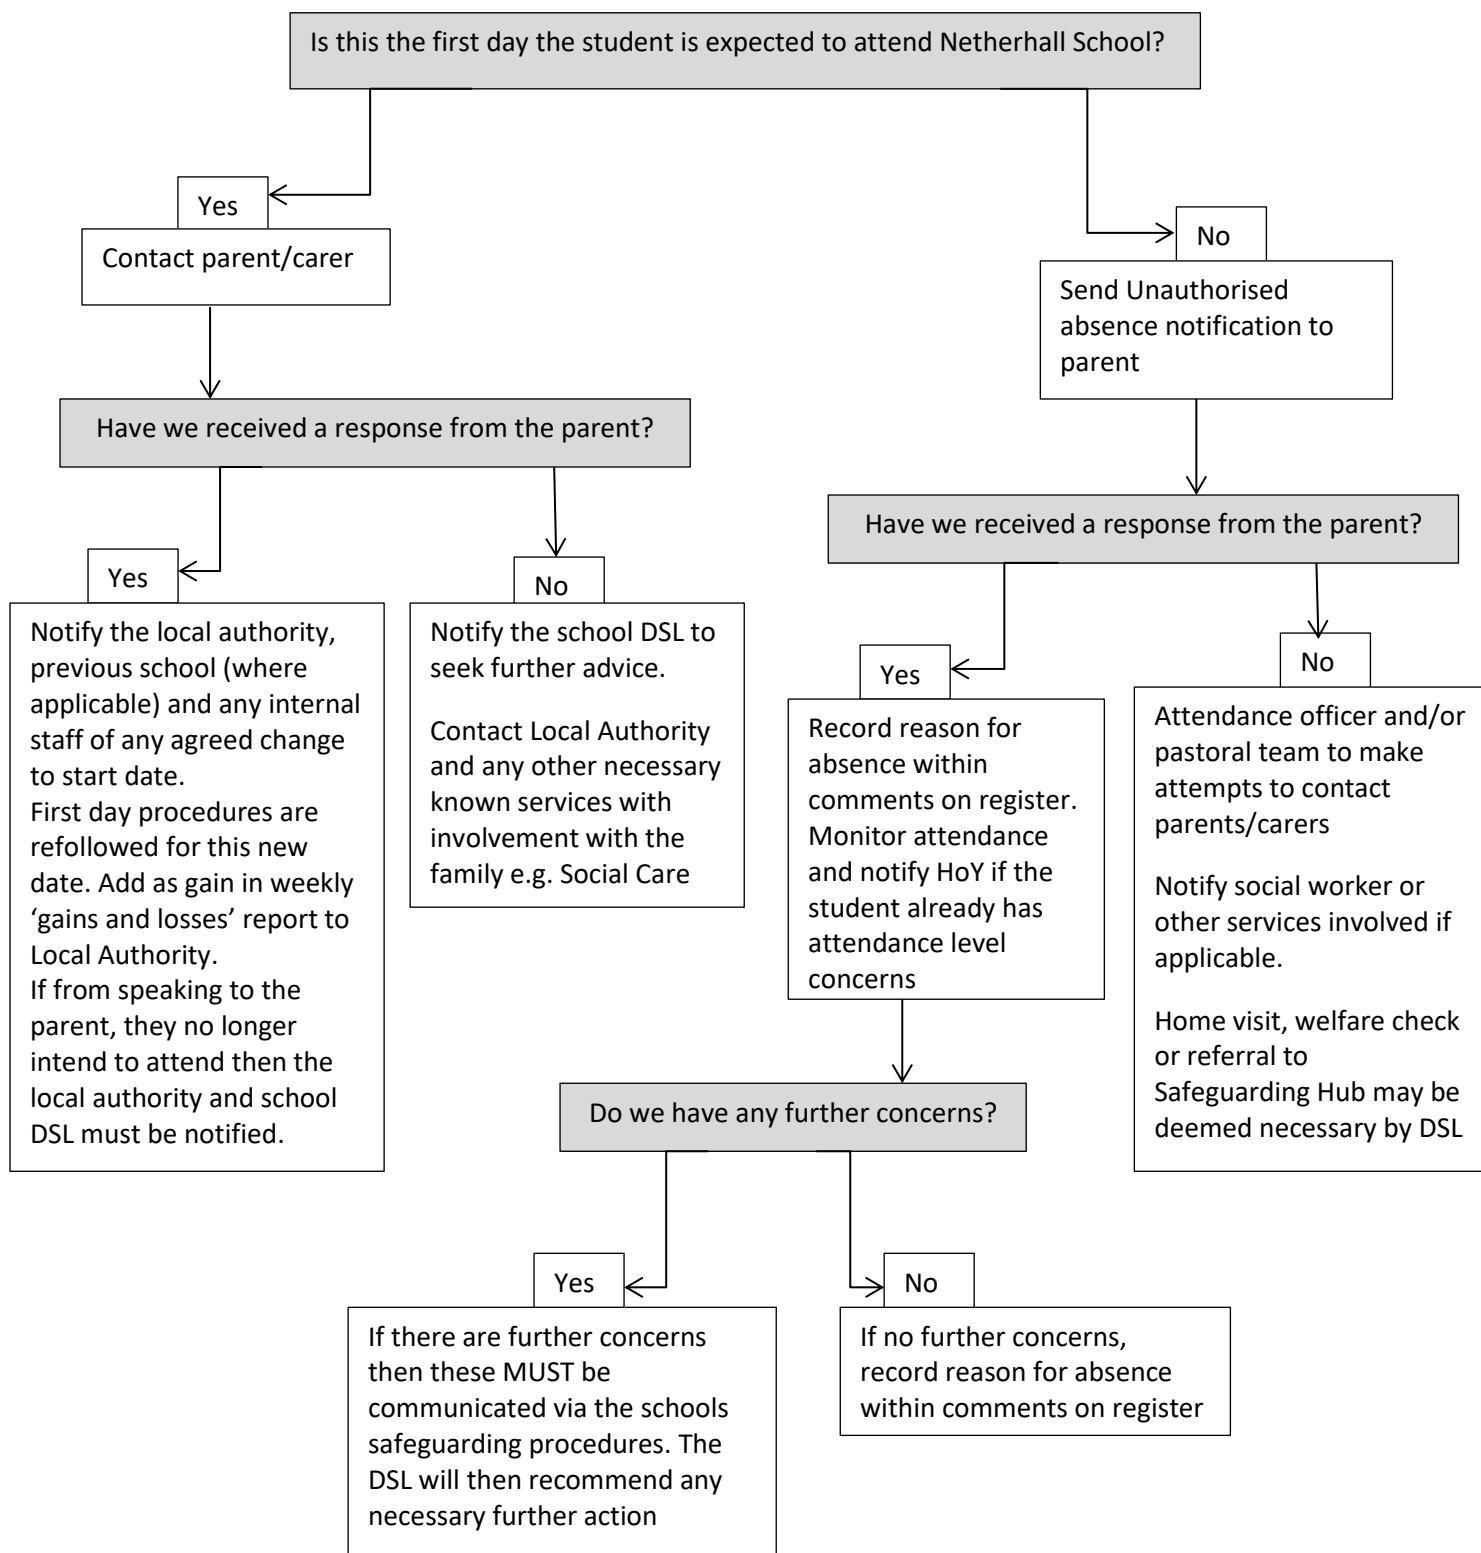 Is this the first day the student is expected to attend Netherhall School?
Yes
Contact parent/carer
No
Send Unauthorised
absence notification to
parent
Have we received a response from the parent?
Have we received a response from the parent?
Yes
Notify the local authority,
previous school (where
applicable) and any internal
staff of any agreed change
to start date.
First day procedures are
refollowed for this new
date. Add as gain in weekly
‘gains and losses’ report to
Local Authority.
If from speaking to the
parent, they no longer
intend to attend then the
local authority and school
DSL must be notified.
No
Notify the school DSL to
seek further advice.
Contact Local Authority
and any other necessary
known services with
involvement with the
family e.g. Social Care
Yes
Record reason for
absence within
comments on register.
Monitor attendance
and notify HoY if the
student already has
attendance level
concerns
No
Attendance officer and/or
pastoral team to make
attempts to contact
parents/carers
Notify social worker or
other services involved if
applicable.
Home visit, welfare check
or referral to
Safeguarding Hub may be
deemed necessary by DSL
Do we have any further concerns?
Yes
If there are further concerns
then these MUST be
communicated via the schools
safeguarding procedures. The
DSL will then recommend any
necessary further action
No
If no further concerns,
record reason for absence
within comments on register